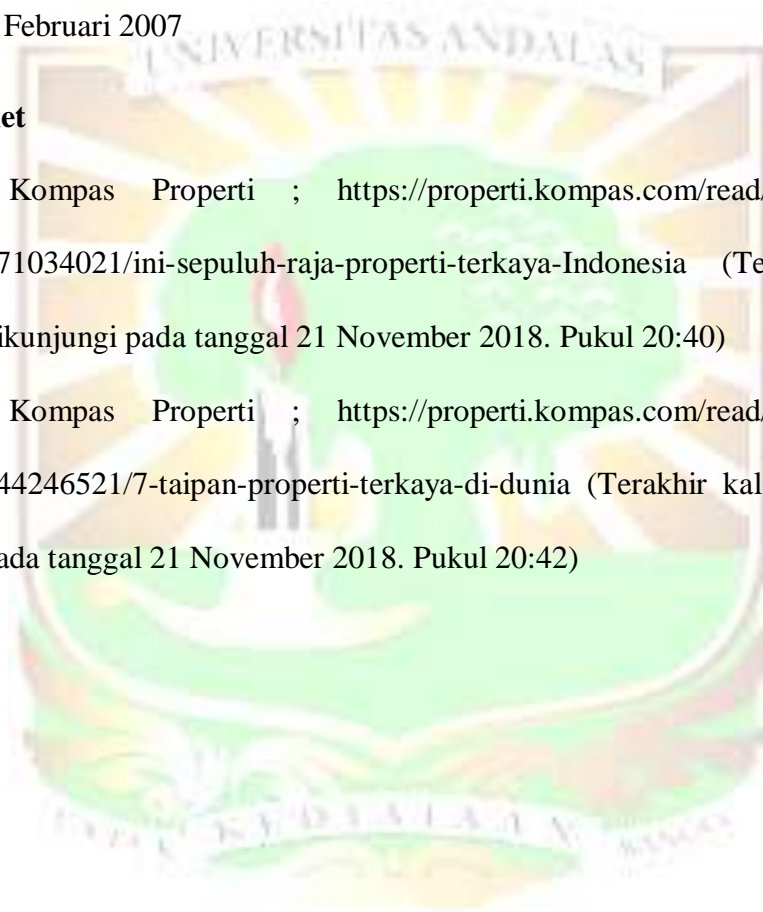 Februari 2007
UNIVERSITAS ANDALAS
et
Kompas Properti ; https://properti.kompas.com/read/
71034021/ini-sepuluh-raja-properti-terkaya-Indonesia (Te
ikunjungi pada tanggal 21 November 2018. Pukul 20:40)
Kompas Properti ; https://properti.kompas.com/read/
44246521/7-taipan-properti-terkaya-di-dunia (Terakhir kal
ada tanggal 21 November 2018. Pukul 20:42)
KEDJAJAAN